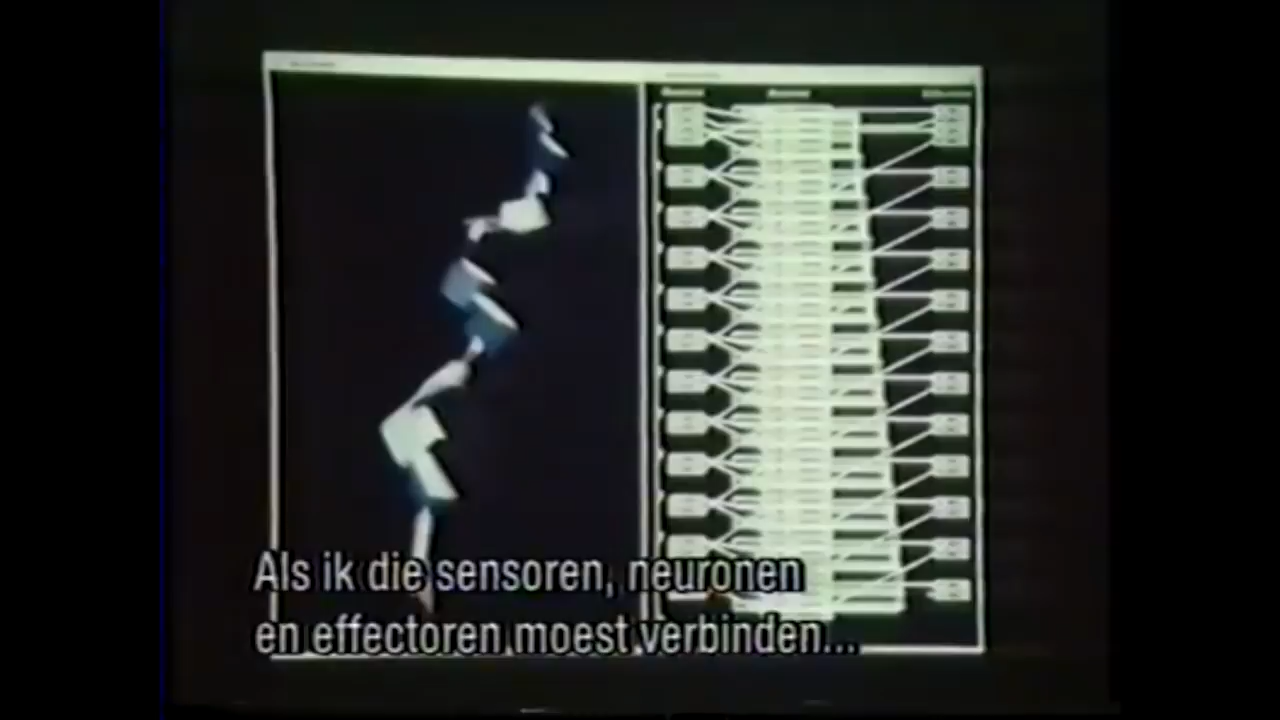 Als ik die sensoren, neuronen
en effectoren moest verbinden...